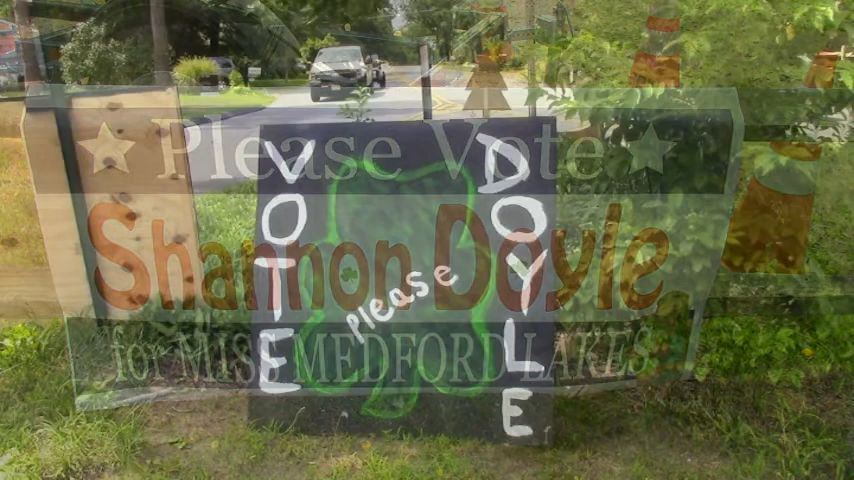 Please Vote
Shannon Doyle
for MISS MEDFORD LAKES
VOTE
please
DOYLE